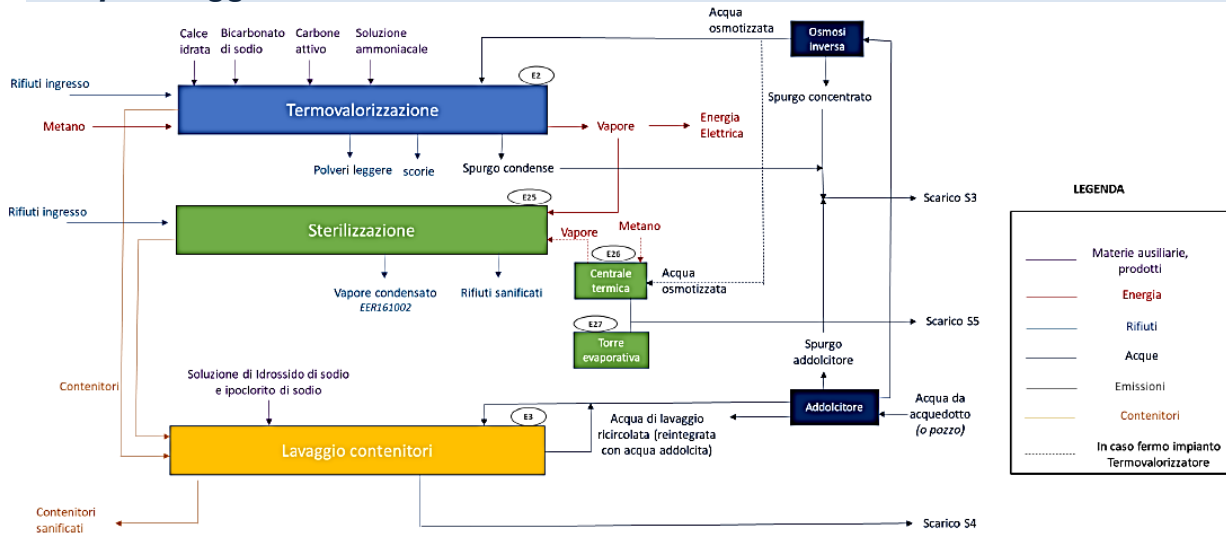 Calce
idrata
Bicarbonato
di sodio
Carbone
attivo
Soluzione
ammoniacale
Acqua
osmotizzata
Osmosi
Inversa
E2
Rifiuti ingresso
Termovalorizzazione
Metano
Vapore
Energia
Elettrica
Spurgo concentrato
Polveri leggere
scorie
Spurgo condense
E25
Rifiuti ingresso
Sterilizzazione
Vapore
Metano
E26
Centrale
termica
Acqua
osmotizzata
Vapore condensato
EER161002
Rifiuti sanificati
E27
Torre
evaporativa
Scarico S3
Scarico S5
Spurgo
addolcitore
Contenitori
Soluzione di Idrossido di sodio
e ipoclorito di sodio
E3
Lavaggio contenitori
Acqua di lavaggio
ricircolata (reintegrata
con acqua addolcita)
Addolcitore
Acqua da
acquedotto
(o pozzo)
Contenitori
sanificati
Scarico S4
LEGENDA
Materie ausiliarie,
prodotti
Energia
Rifiuti
Acque
Emissioni
Contenitori
In caso fermo impianto
Termovalorizzatore